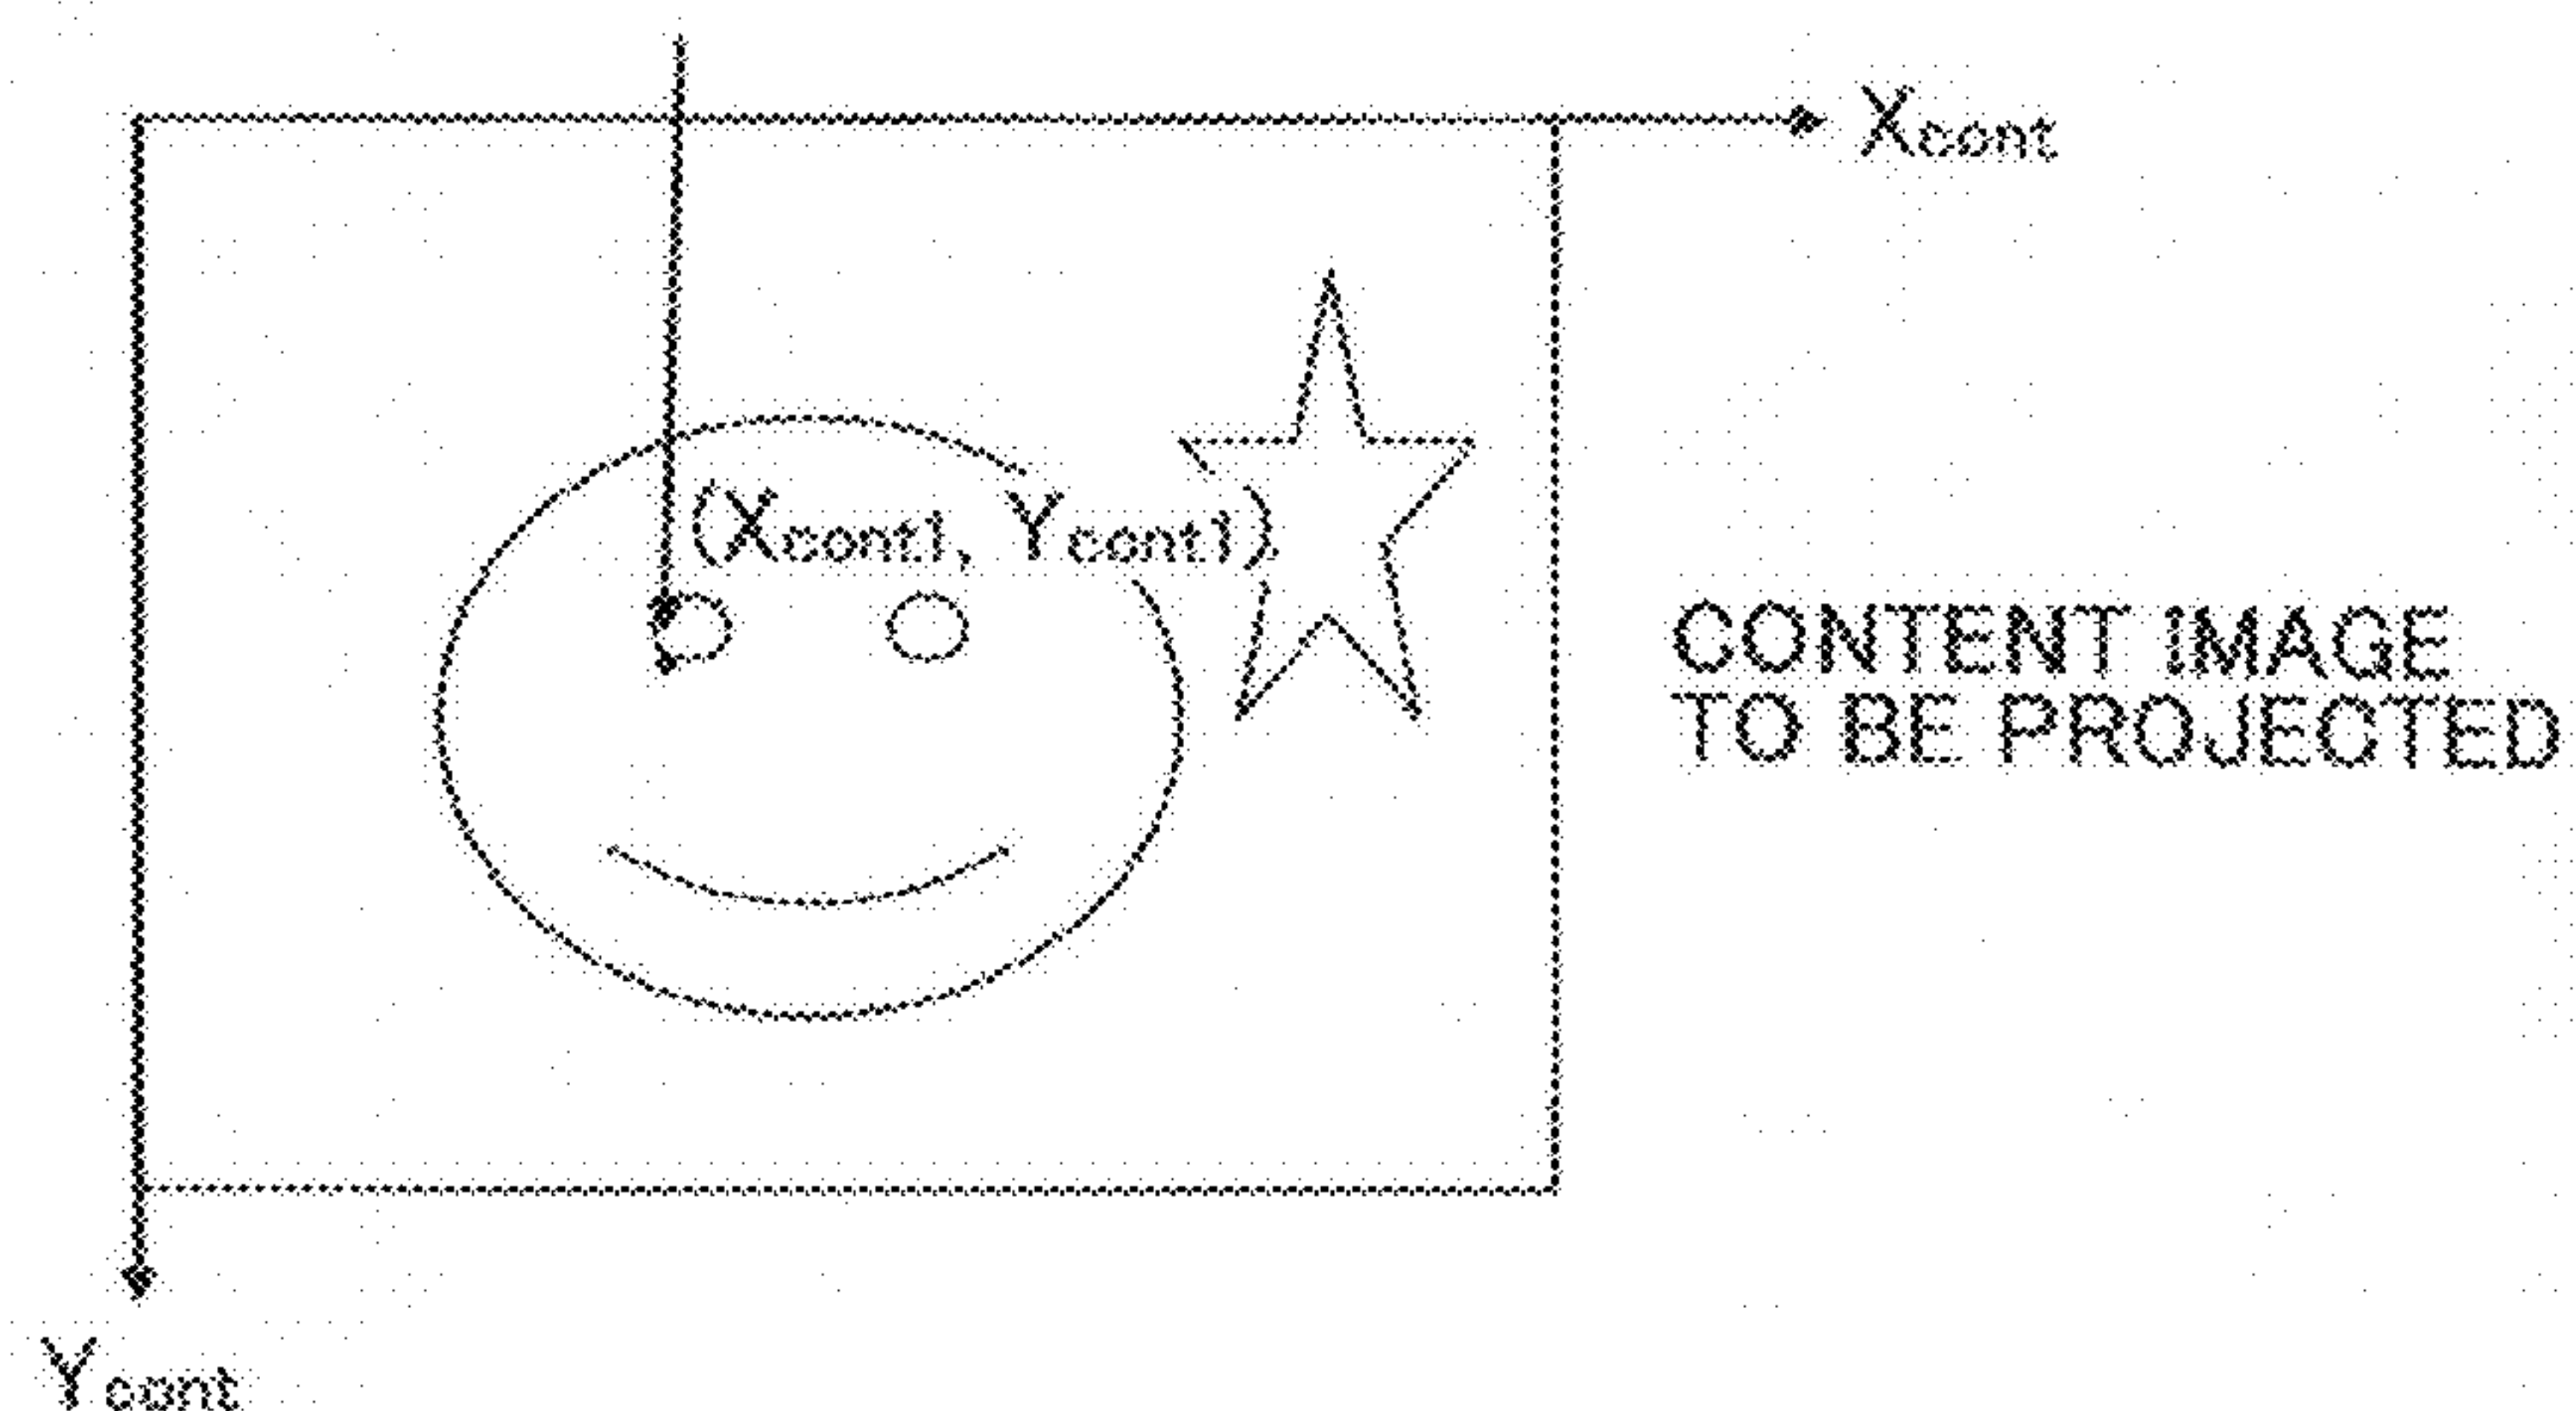 Xcont
(Xcont1, Ycont1)
CONTENT IMAGE
TO BE PROJECTED
Ycont